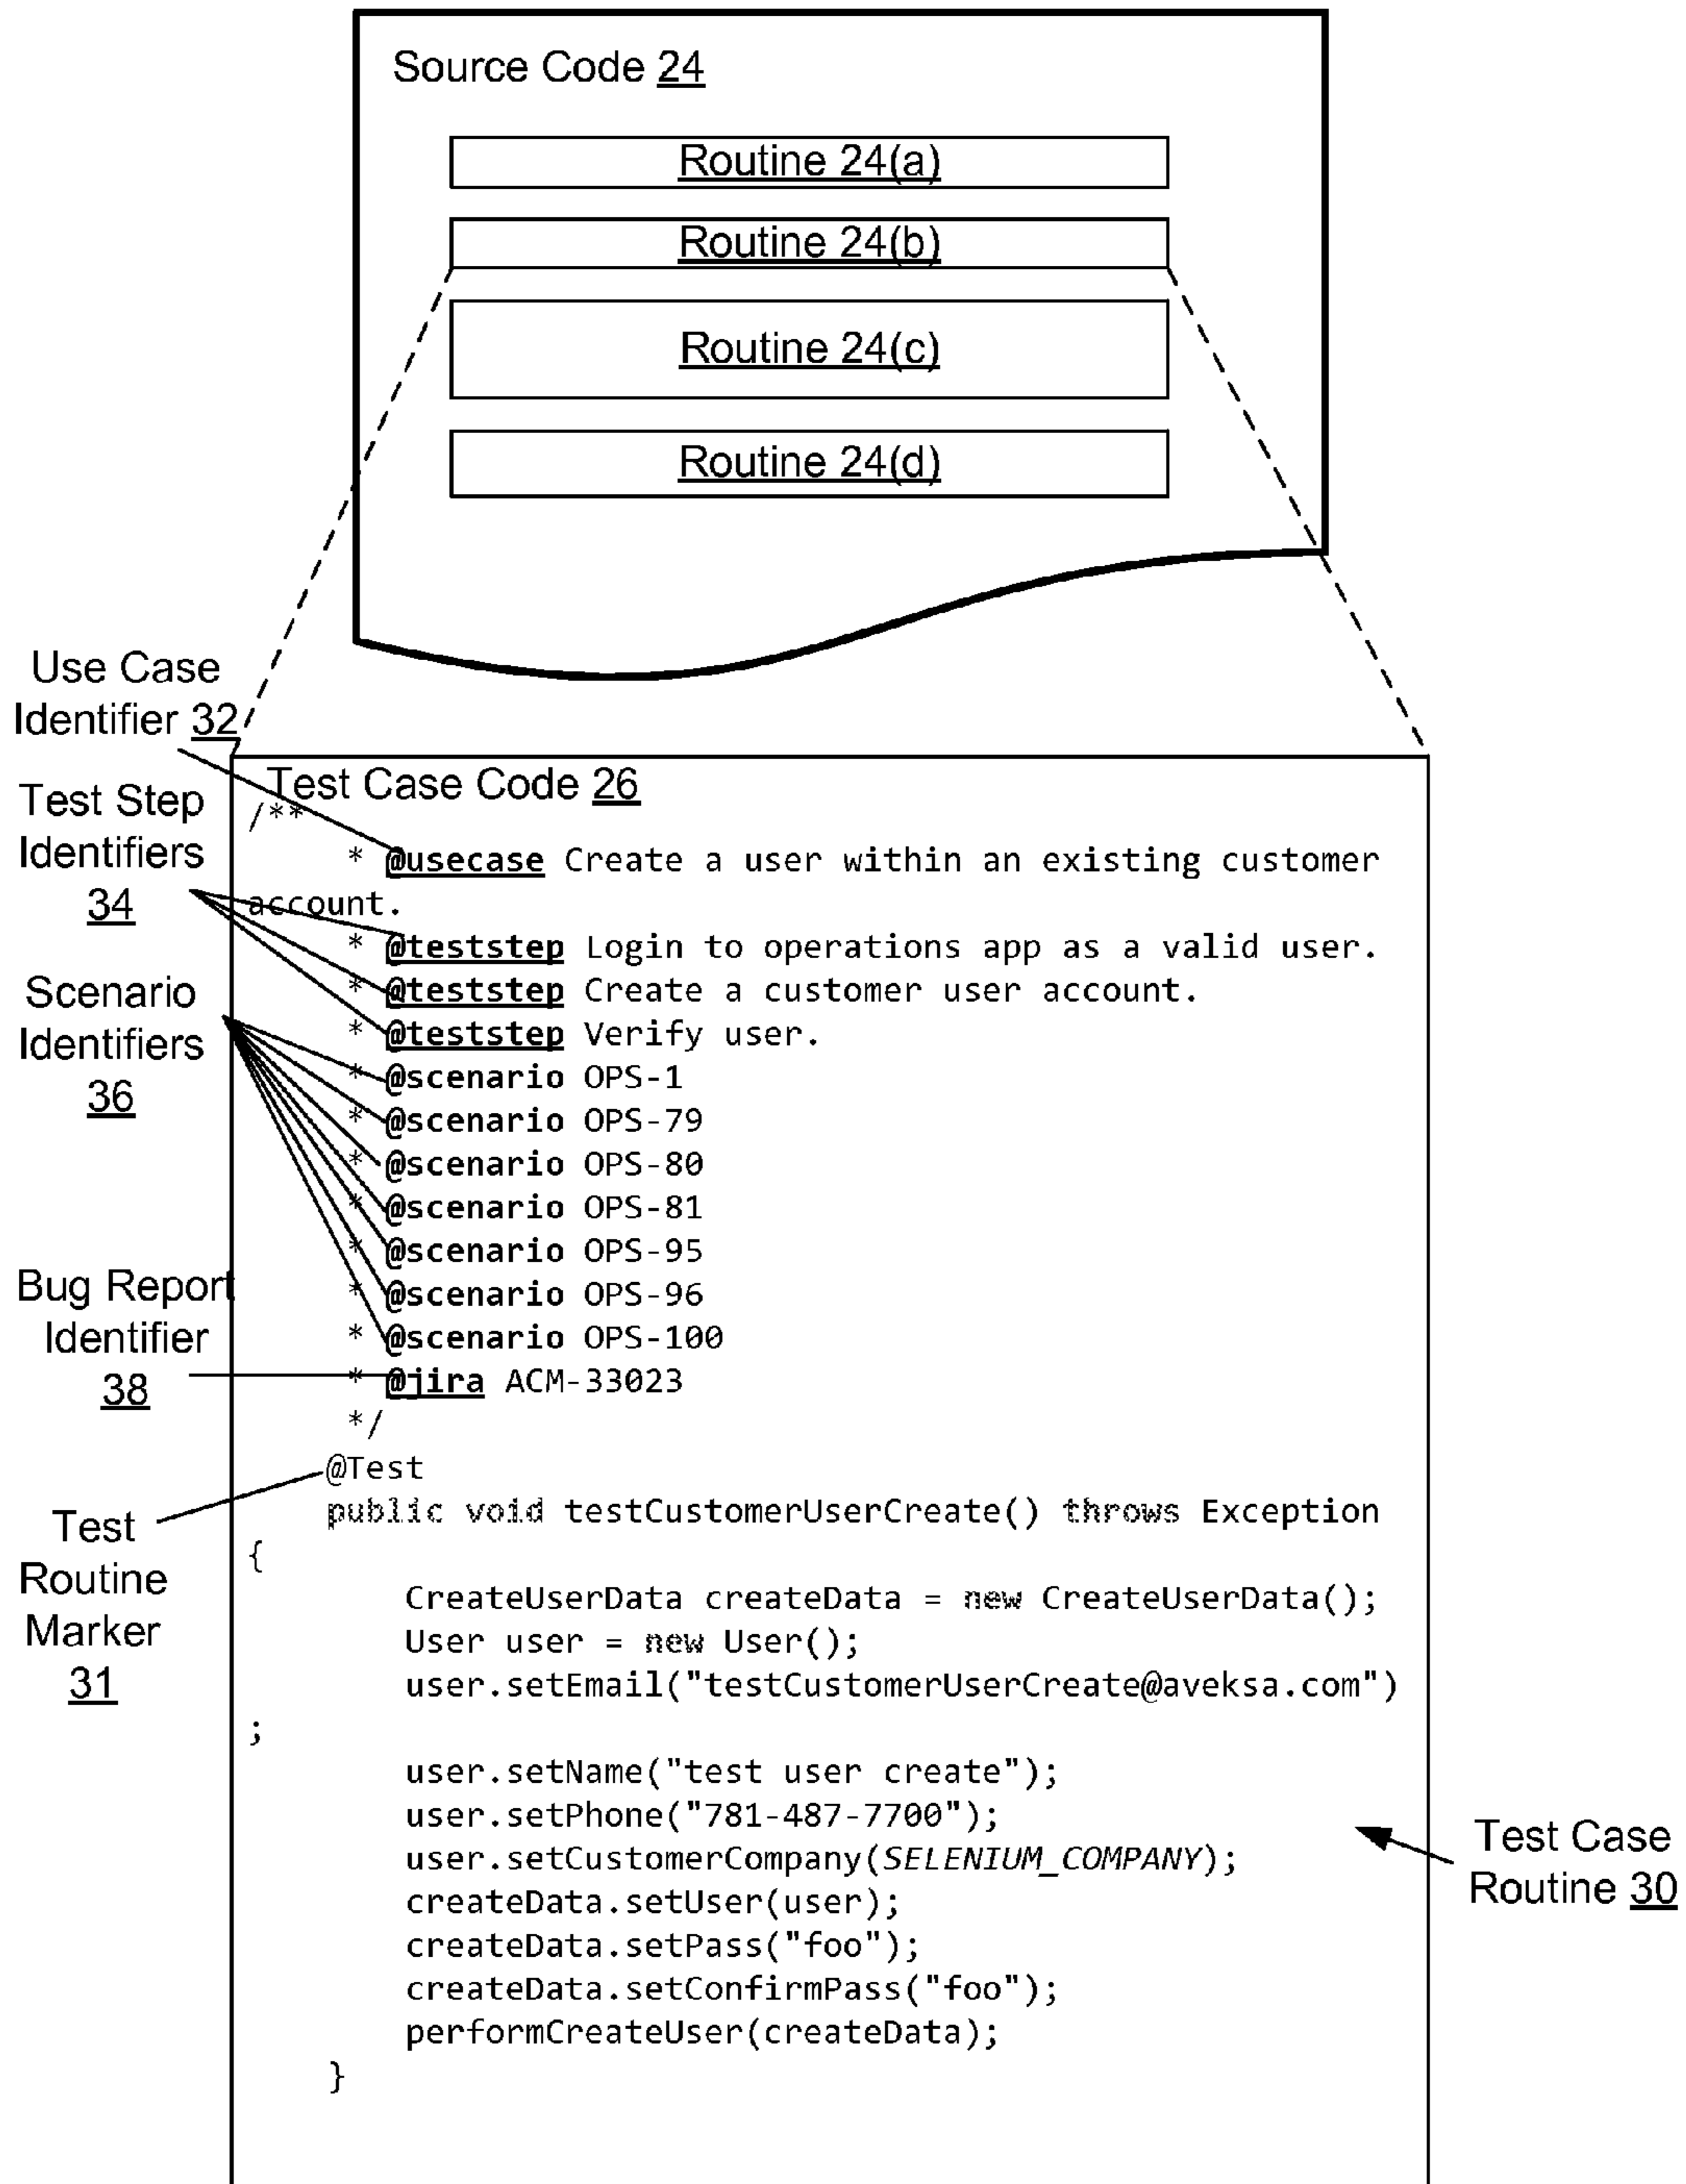 Source Code 24
Routine 24(a)
Routine 24(b)
Routine 24(c)
Routine 24(d)
Use Case
Identifier 32
Test Step
Identifiers
34
Scenario
Identifiers
36
Bug Report
Identifier
38
Test
Routine
Marker
31
Test Case Code 26
/**
* @usecase Create a user within an existing customer
account.
* @teststep Login to operations app as a valid user.
* @teststep Create a customer user account.
* @teststep Verify user.
* @scenario OPS-1
* @scenario OPS-79
* @scenario OPS-80
* @scenario OPS-81
* @scenario OPS-95
* @scenario OPS-96
* @scenario OPS-100
* @jira ACM-33023
*/
@Test
public void testCustomerUserCreate() throws Exception
{
CreateUserData createData = new CreateUserData();
User user = new User();
user.setEmail("testCustomerUserCreate@aveksa.com")
;
user.setName("test user create");
user.setPhone("781-487-7700");
user.setCustomerCompany(SELENIUM_COMPANY);
createData.setUser(user);
createData.setPass("foo");
createData.setConfirmPass("foo");
performCreateUser(createData);
}
Test Case
Routine 30